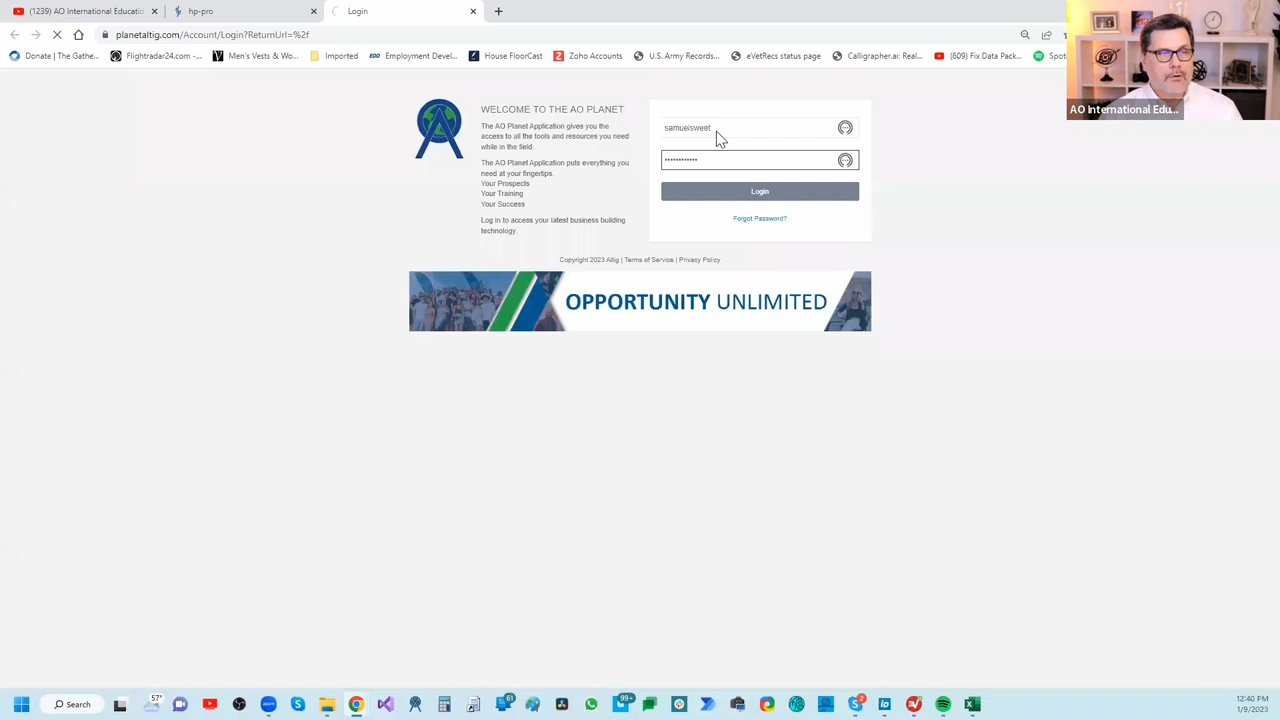 (1239) AO International Educatio
hp-pro
Login
planetaltig.com/Account/Login?ReturnUrl=%2f
Donate | The Gathe...
Flightradar24.com -...
Men's Vests & Wo...
Imported
EDD
Employment Devel...
House FloorCast
Zoho Accounts
U.S. Army Records...
eVetRecs status page
Calligrapher.ai: Real...
(609) Fix Data Pack...
Spot
AO International Edu...
WELCOME TO THE AO PLANET
The AO Planet Application gives you the
access to all the tools and resources you need
while in the field.
The AO Planet Application puts everything you
need at your fingertips.
Your Prospects
Your Training
Your Success
Log in to access your latest business building
technology.
samuelsweet
Login
Forgot Password?
Copyright 2023 Altig | Terms of Service | Privacy Policy
OPPORTUNITY UNLIMITED
Search
57°
61
99+
2
12:40 PM
1/9/2023